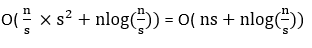 O( n/s × s² + nlog(n/s)) = O( ns + nlog(n/s))